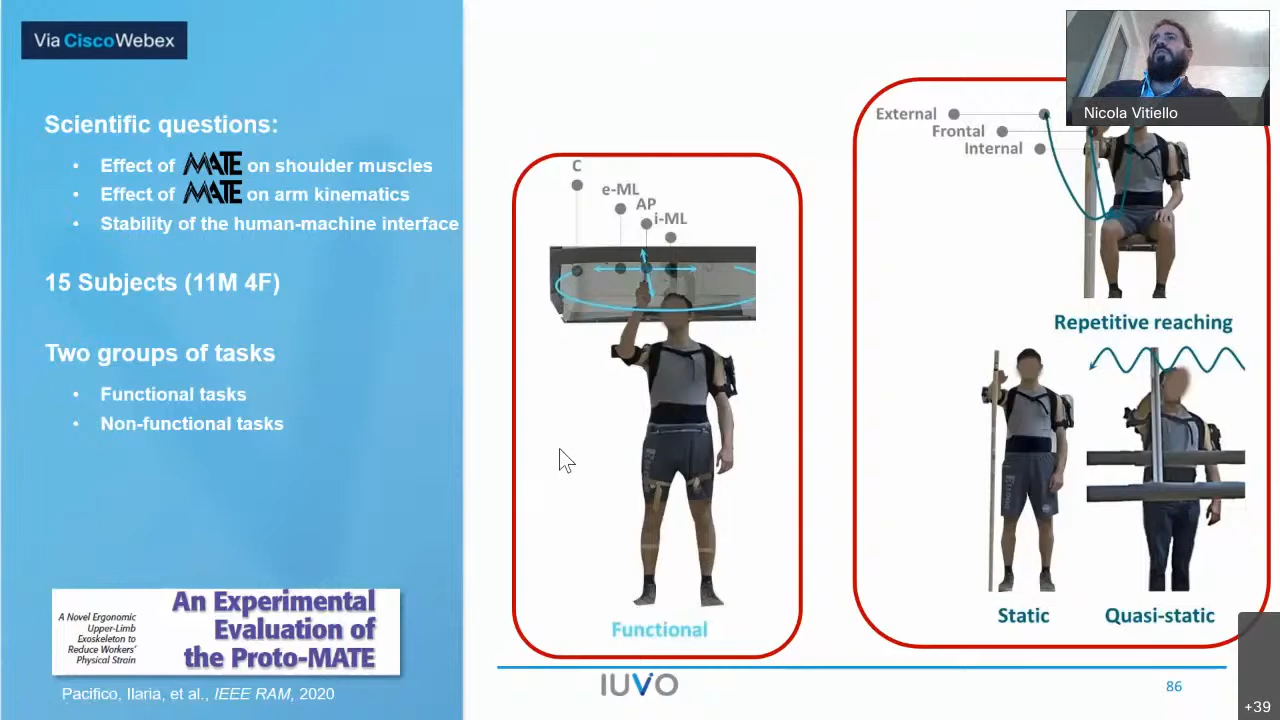 Via Cisco Webex
Scientific questions:
• Effect of MATE on shoulder muscles
• Effect of MATE on arm kinematics
• Stability of the human-machine interface
15 Subjects (11M 4F)
Two groups of tasks
• Functional tasks
• Non-functional tasks
A Novel Ergonomic
Upper-Limb
Exoskeleton to
Reduce Workers'
Physical Strain
An Experimental
Evaluation of
the Proto-MATE
Pacifico, Ilaria, et al., IEEE RAM, 2020
C
e-ML
AP
i-ML
Functional
External
Frontal
Internal
Repetitive reaching
Static
Quasi-static
Nicola Vitiello
IUVO
86
+39